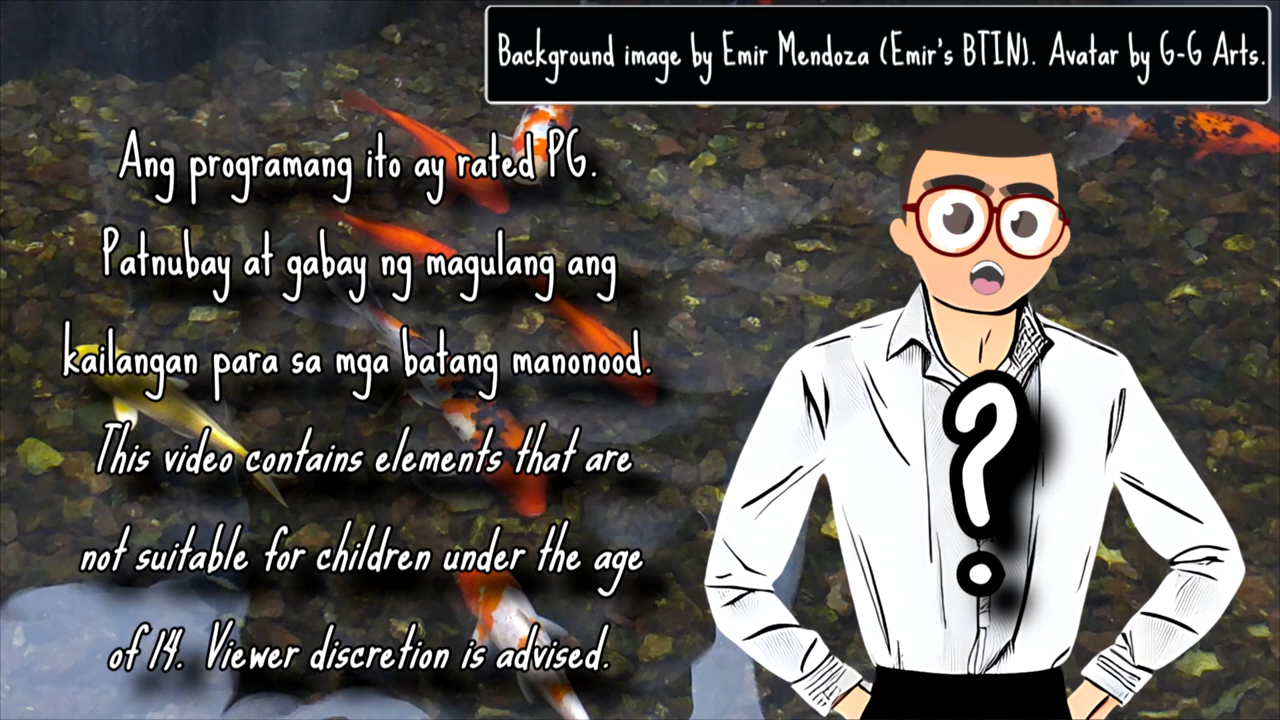 Background image by Emir Mendoza (Emir's BTIN). Avatar by G-G Arts.
Ang programang ito ay rated PG.
Patnubay at gabay ng magulang ang
kailangan para sa mga batang manonood.
This video contains elements that are
not suitable for children under the age
of 14. Viewer discretion is advised.
?